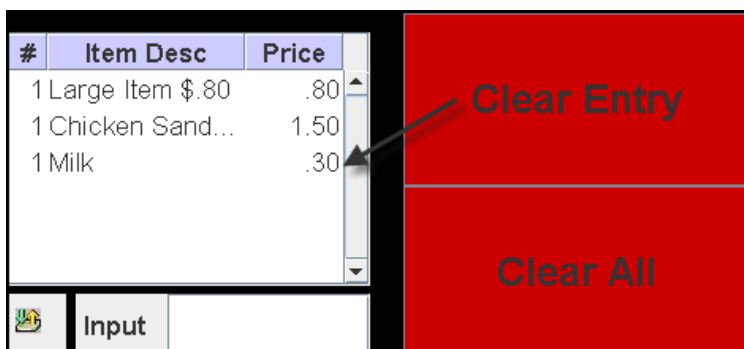 # Item Desc Price
1 Large Item $.80 .80
1 Chicken Sand... 1.50
1 Milk .30
Clear Entry
Clear All
Input